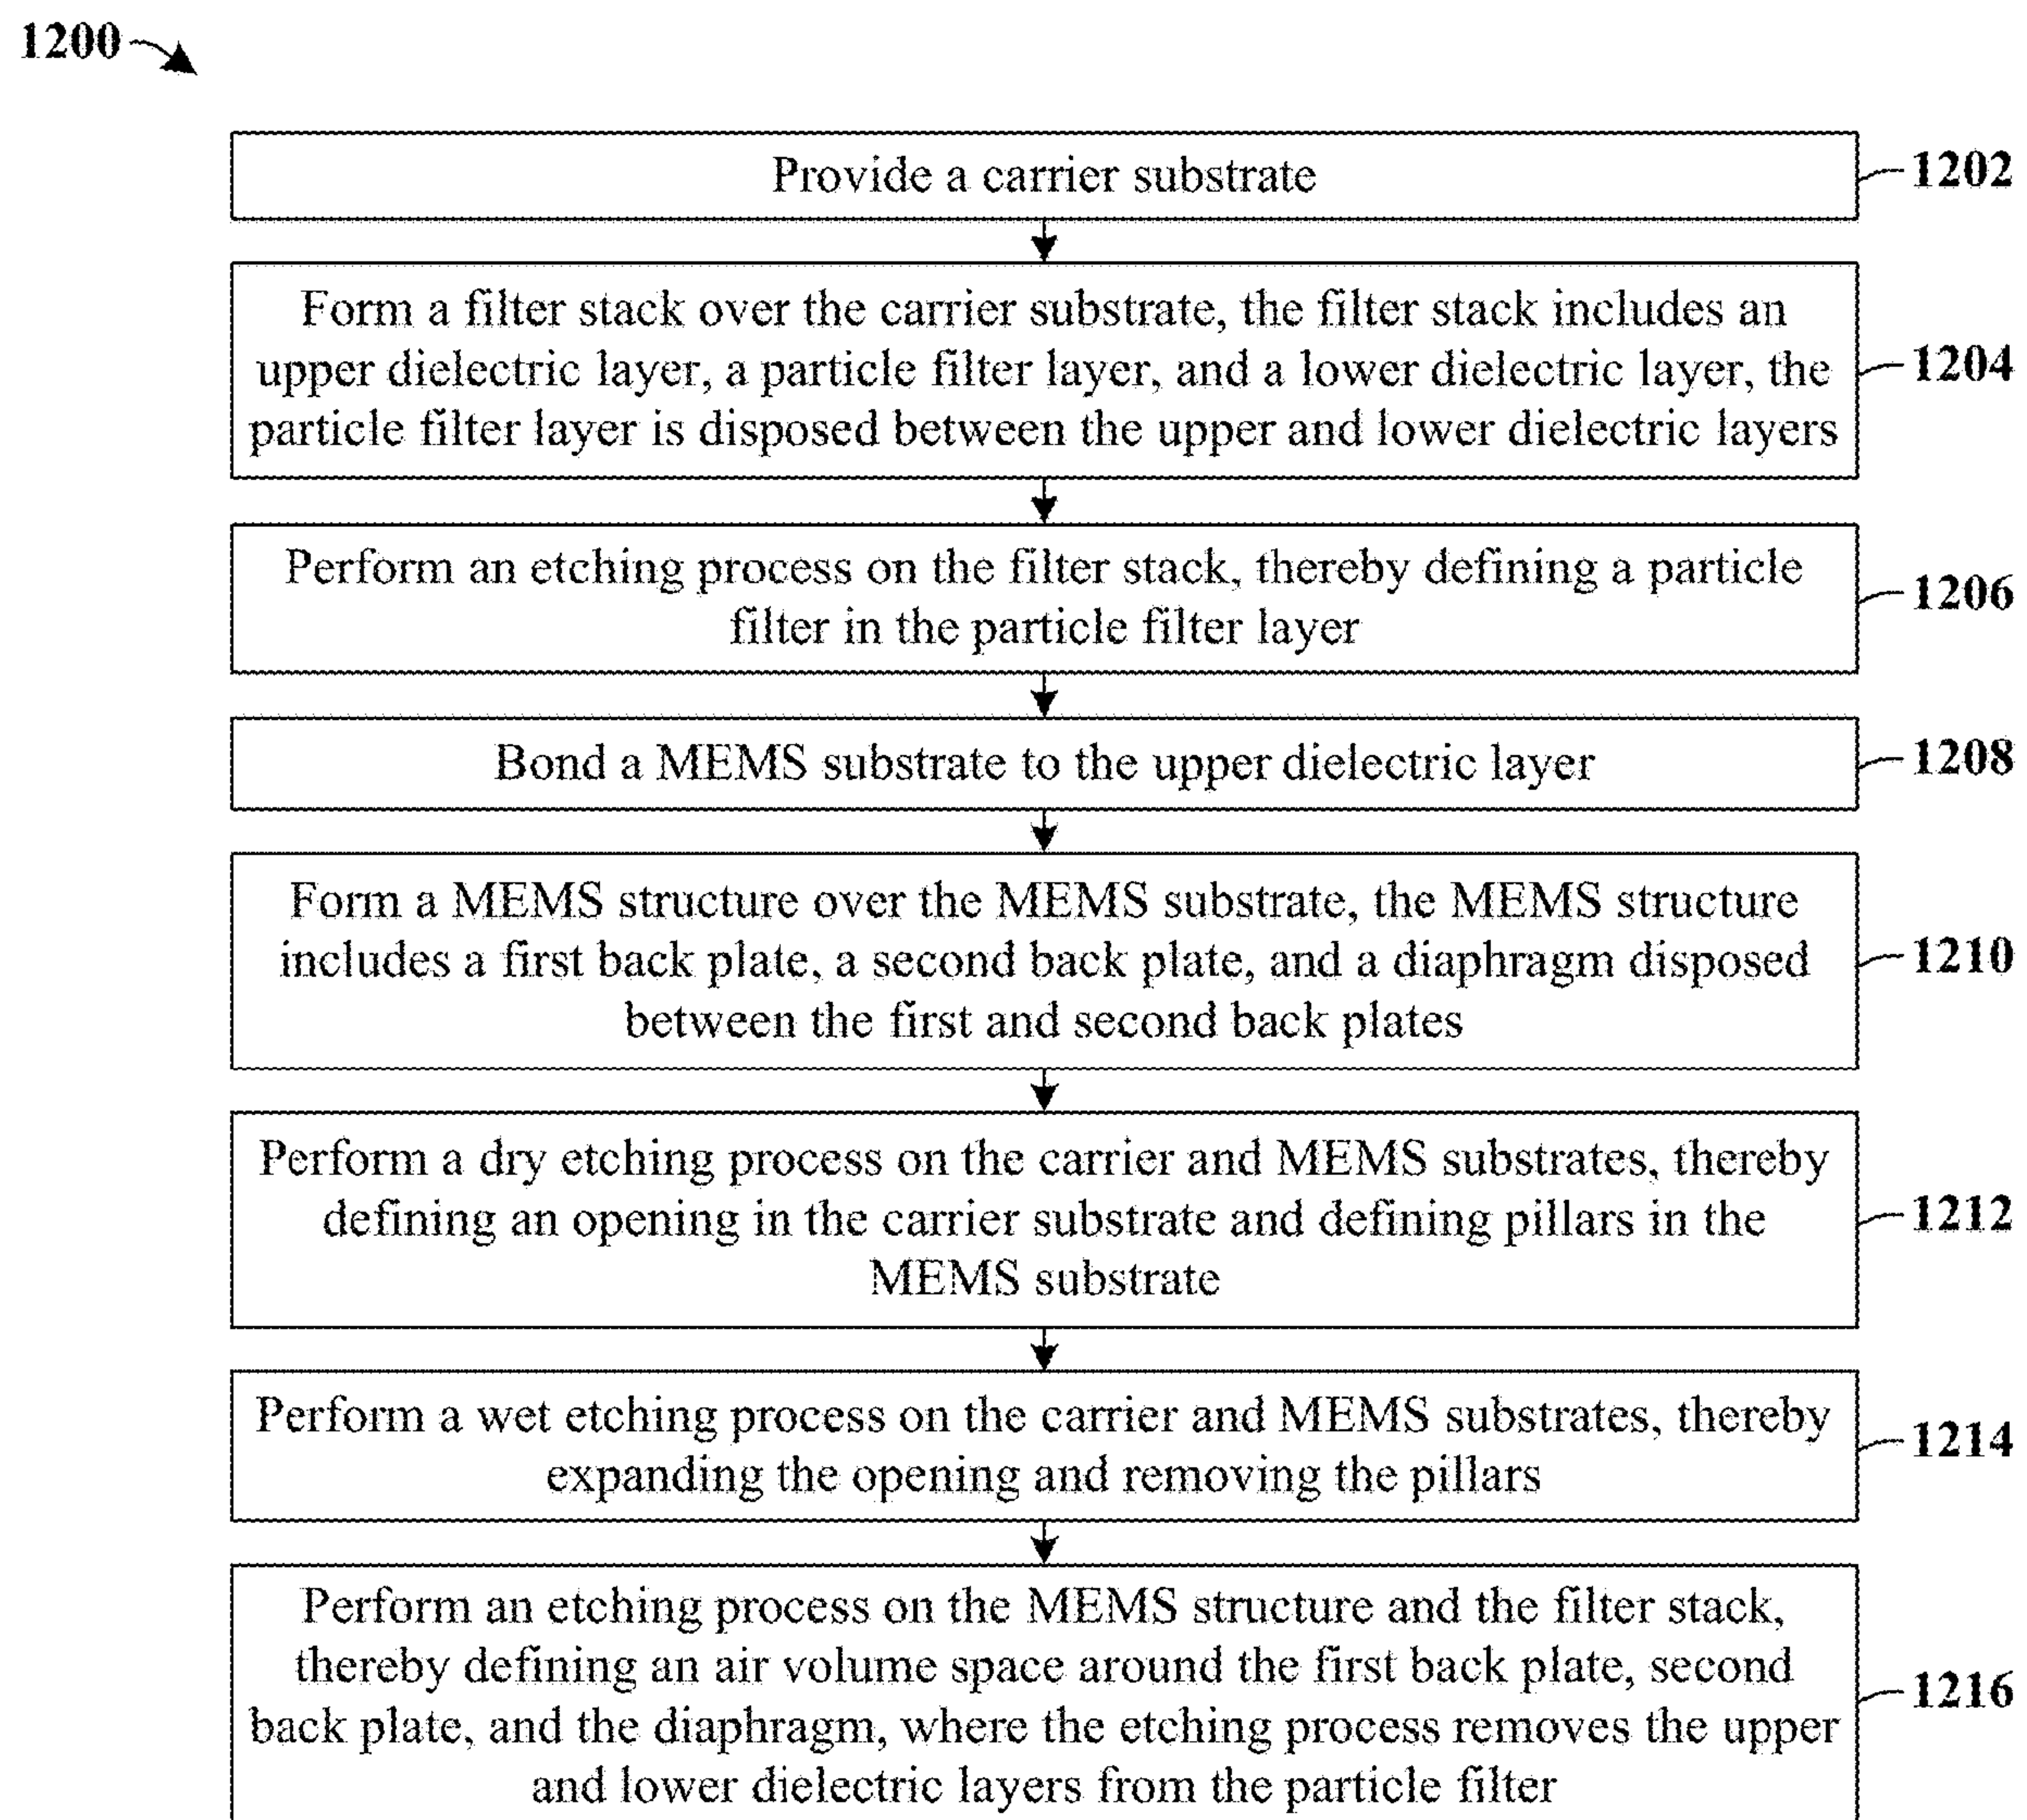 1200
Provide a carrier substrate
1202
Form a filter stack over the carrier substrate, the filter stack includes an
upper dielectric layer, a particle filter layer, and a lower dielectric layer, the
particle filter layer is disposed between the upper and lower dielectric layers
1204
Perform an etching process on the filter stack, thereby defining a particle
filter in the particle filter layer
1206
Bond a MEMS substrate to the upper dielectric layer
1208
Form a MEMS structure over the MEMS substrate, the MEMS structure
includes a first back plate, a second back plate, and a diaphragm disposed
between the first and second back plates
1210
Perform a dry etching process on the carrier and MEMS substrates, thereby
defining an opening in the carrier substrate and defining pillars in the
MEMS substrate
1212
Perform a wet etching process on the carrier and MEMS substrates, thereby
expanding the opening and removing the pillars
1214
Perform an etching process on the MEMS structure and the filter stack,
thereby defining an air volume space around the first back plate, second
back plate, and the diaphragm, where the etching process removes the upper
and lower dielectric layers from the particle filter
1216